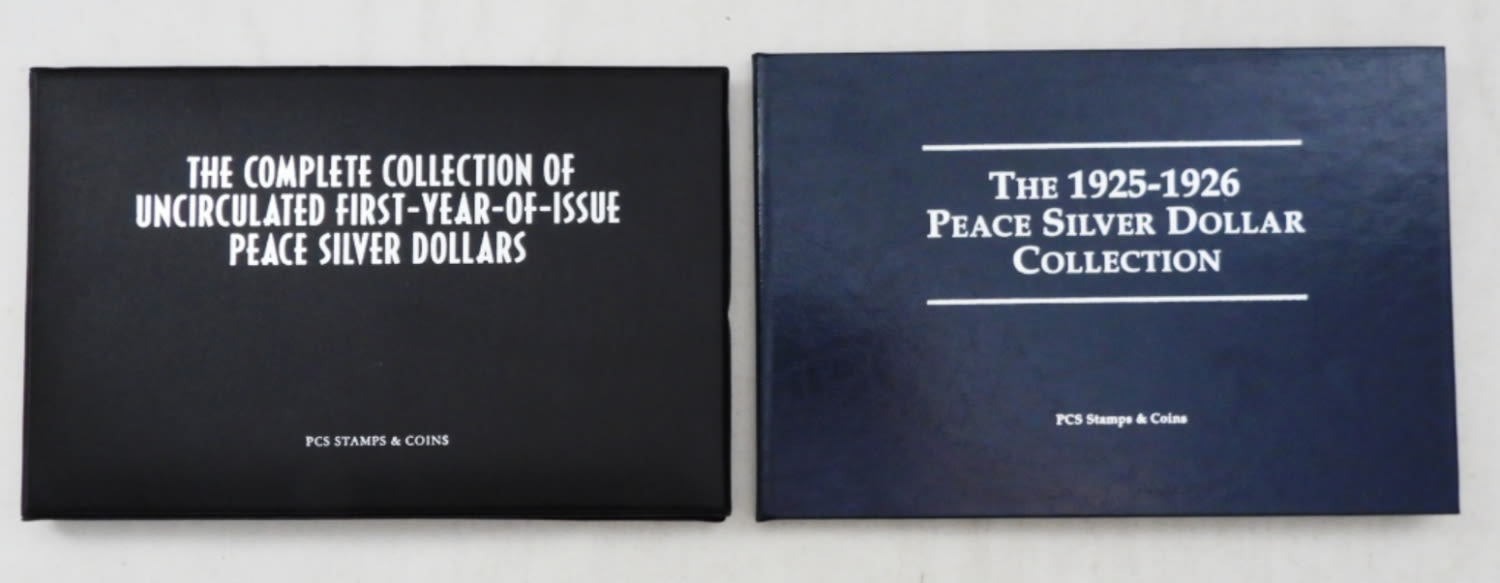 THE COMPLETE COLLECTION OF
UNCIRCULATED FIRST-YEAR-OF-ISSUE
PEACE SILVER DOLLARS
PCS STAMPS & COINS
THE 1925-1926
PEACE SILVER DOLLAR
COLLECTION
PCS Stamps & Coins